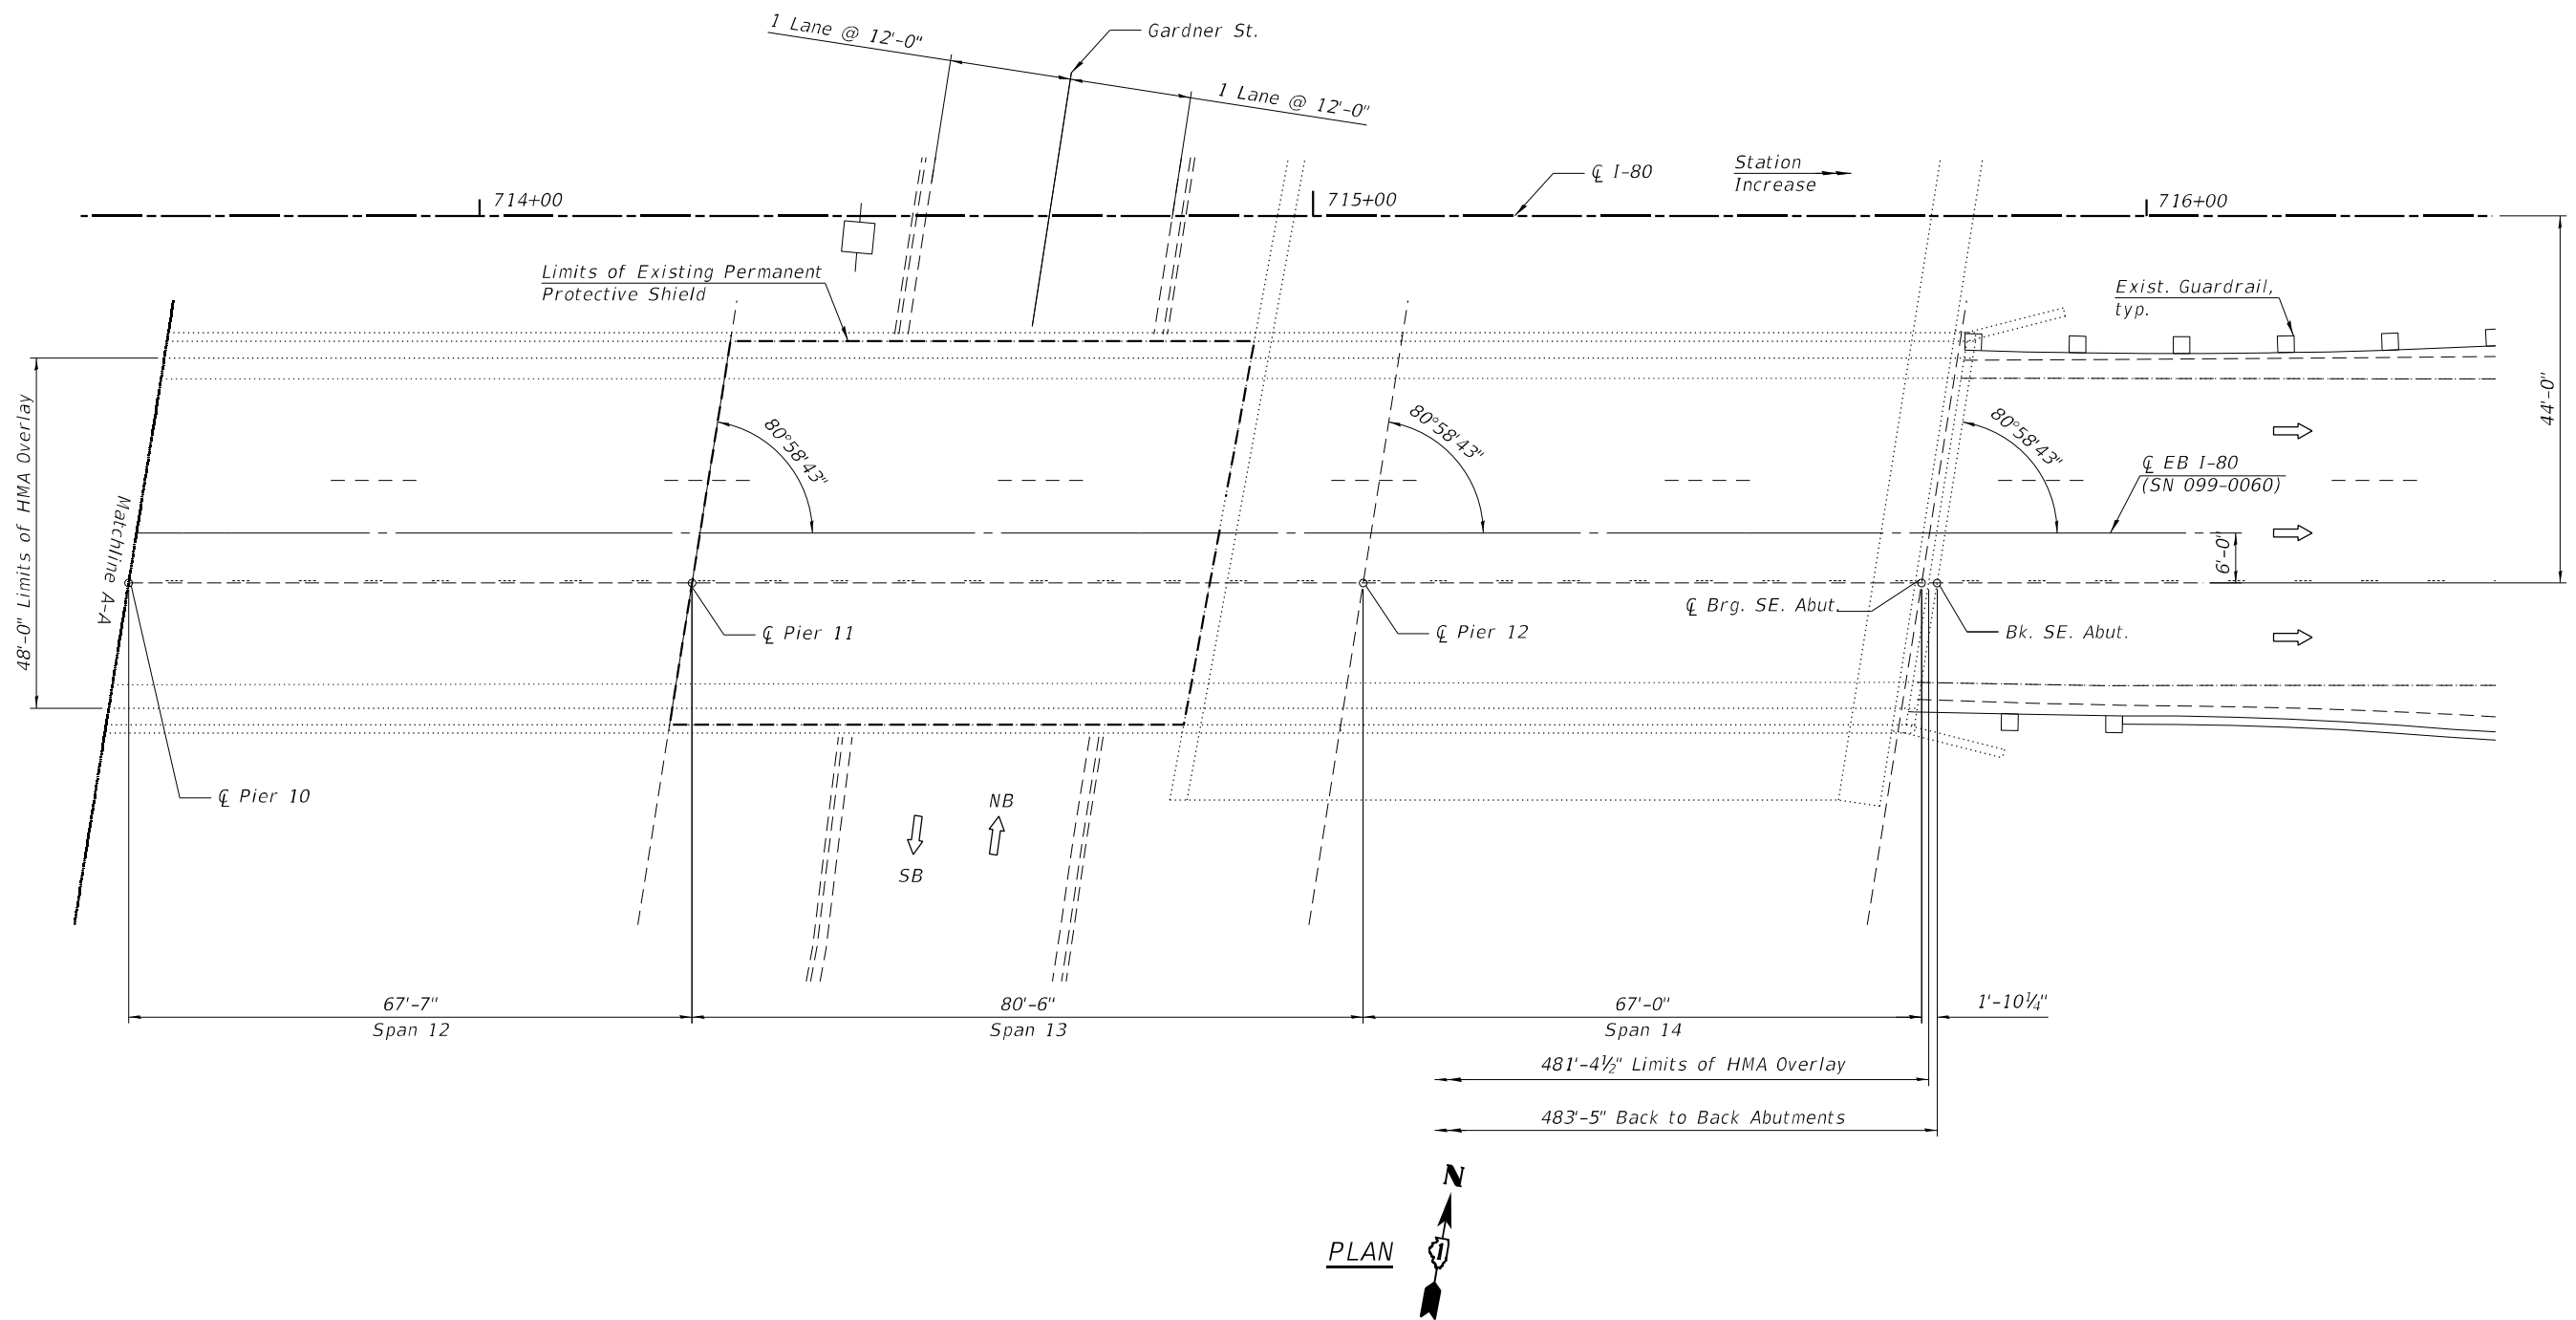 1 Lane @ 12'-0"
Gardner St.
1 Lane @ 12'-0"
℄ I-80
Station
Increase
714+00
715+00
716+00
Limits of Existing Permanent
Protective Shield
Exist. Guardrail,
typ.
48'-0" Limits of HMA Overlay
Matchline A-A
80°58'43"
80°58'43"
80°58'43"
44'-0"
℄ EB I-80
(SN 099-0060)
6'-0"
℄ Brg. SE. Abut.
Bk. SE. Abut.
℄ Pier 11
℄ Pier 12
℄ Pier 10
NB
SB
67'-7"
Span 12
80'-6"
Span 13
67'-0"
Span 14
1'-10¼"
481'-4½" Limits of HMA Overlay
483'-5" Back to Back Abutments
N
1
PLAN